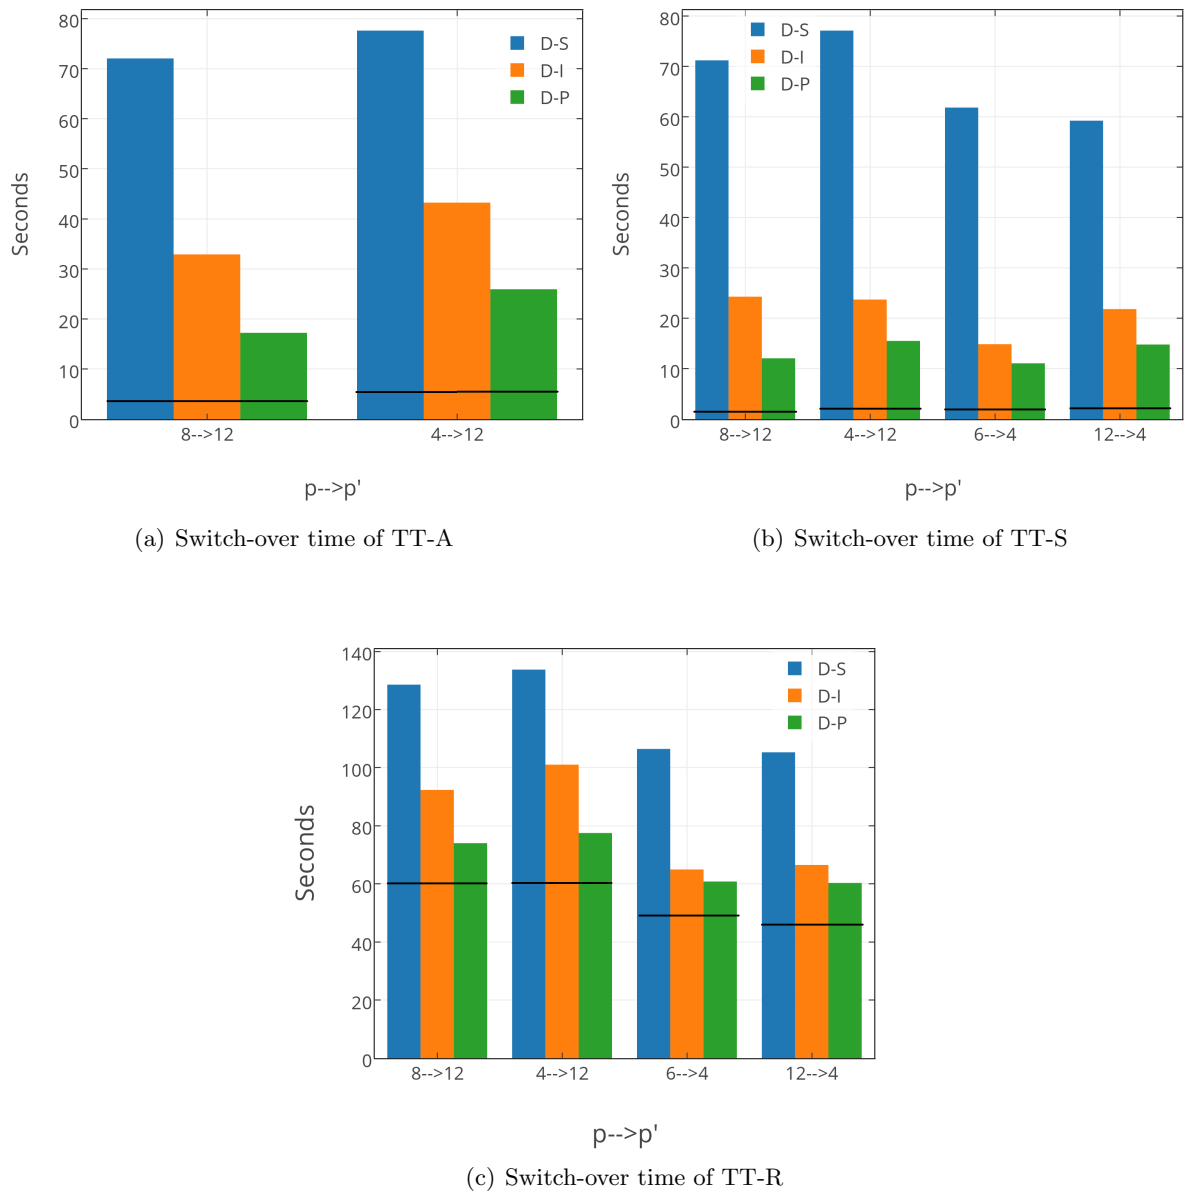 80
70
60
50
40
30
20
10
0
Seconds
D-S
D-I
D-P
8-->12
4-->12
p-->p'
(a) Switch-over time of TT-A
80
70
60
50
40
30
20
10
0
Seconds
D-S
D-I
D-P
8-->12
4-->12
6-->4
12-->4
p-->p'
(b) Switch-over time of TT-S
140
120
100
80
60
40
20
0
Seconds
D-S
D-I
D-P
8-->12
4-->12
6-->4
12-->4
p-->p'
(c) Switch-over time of TT-R